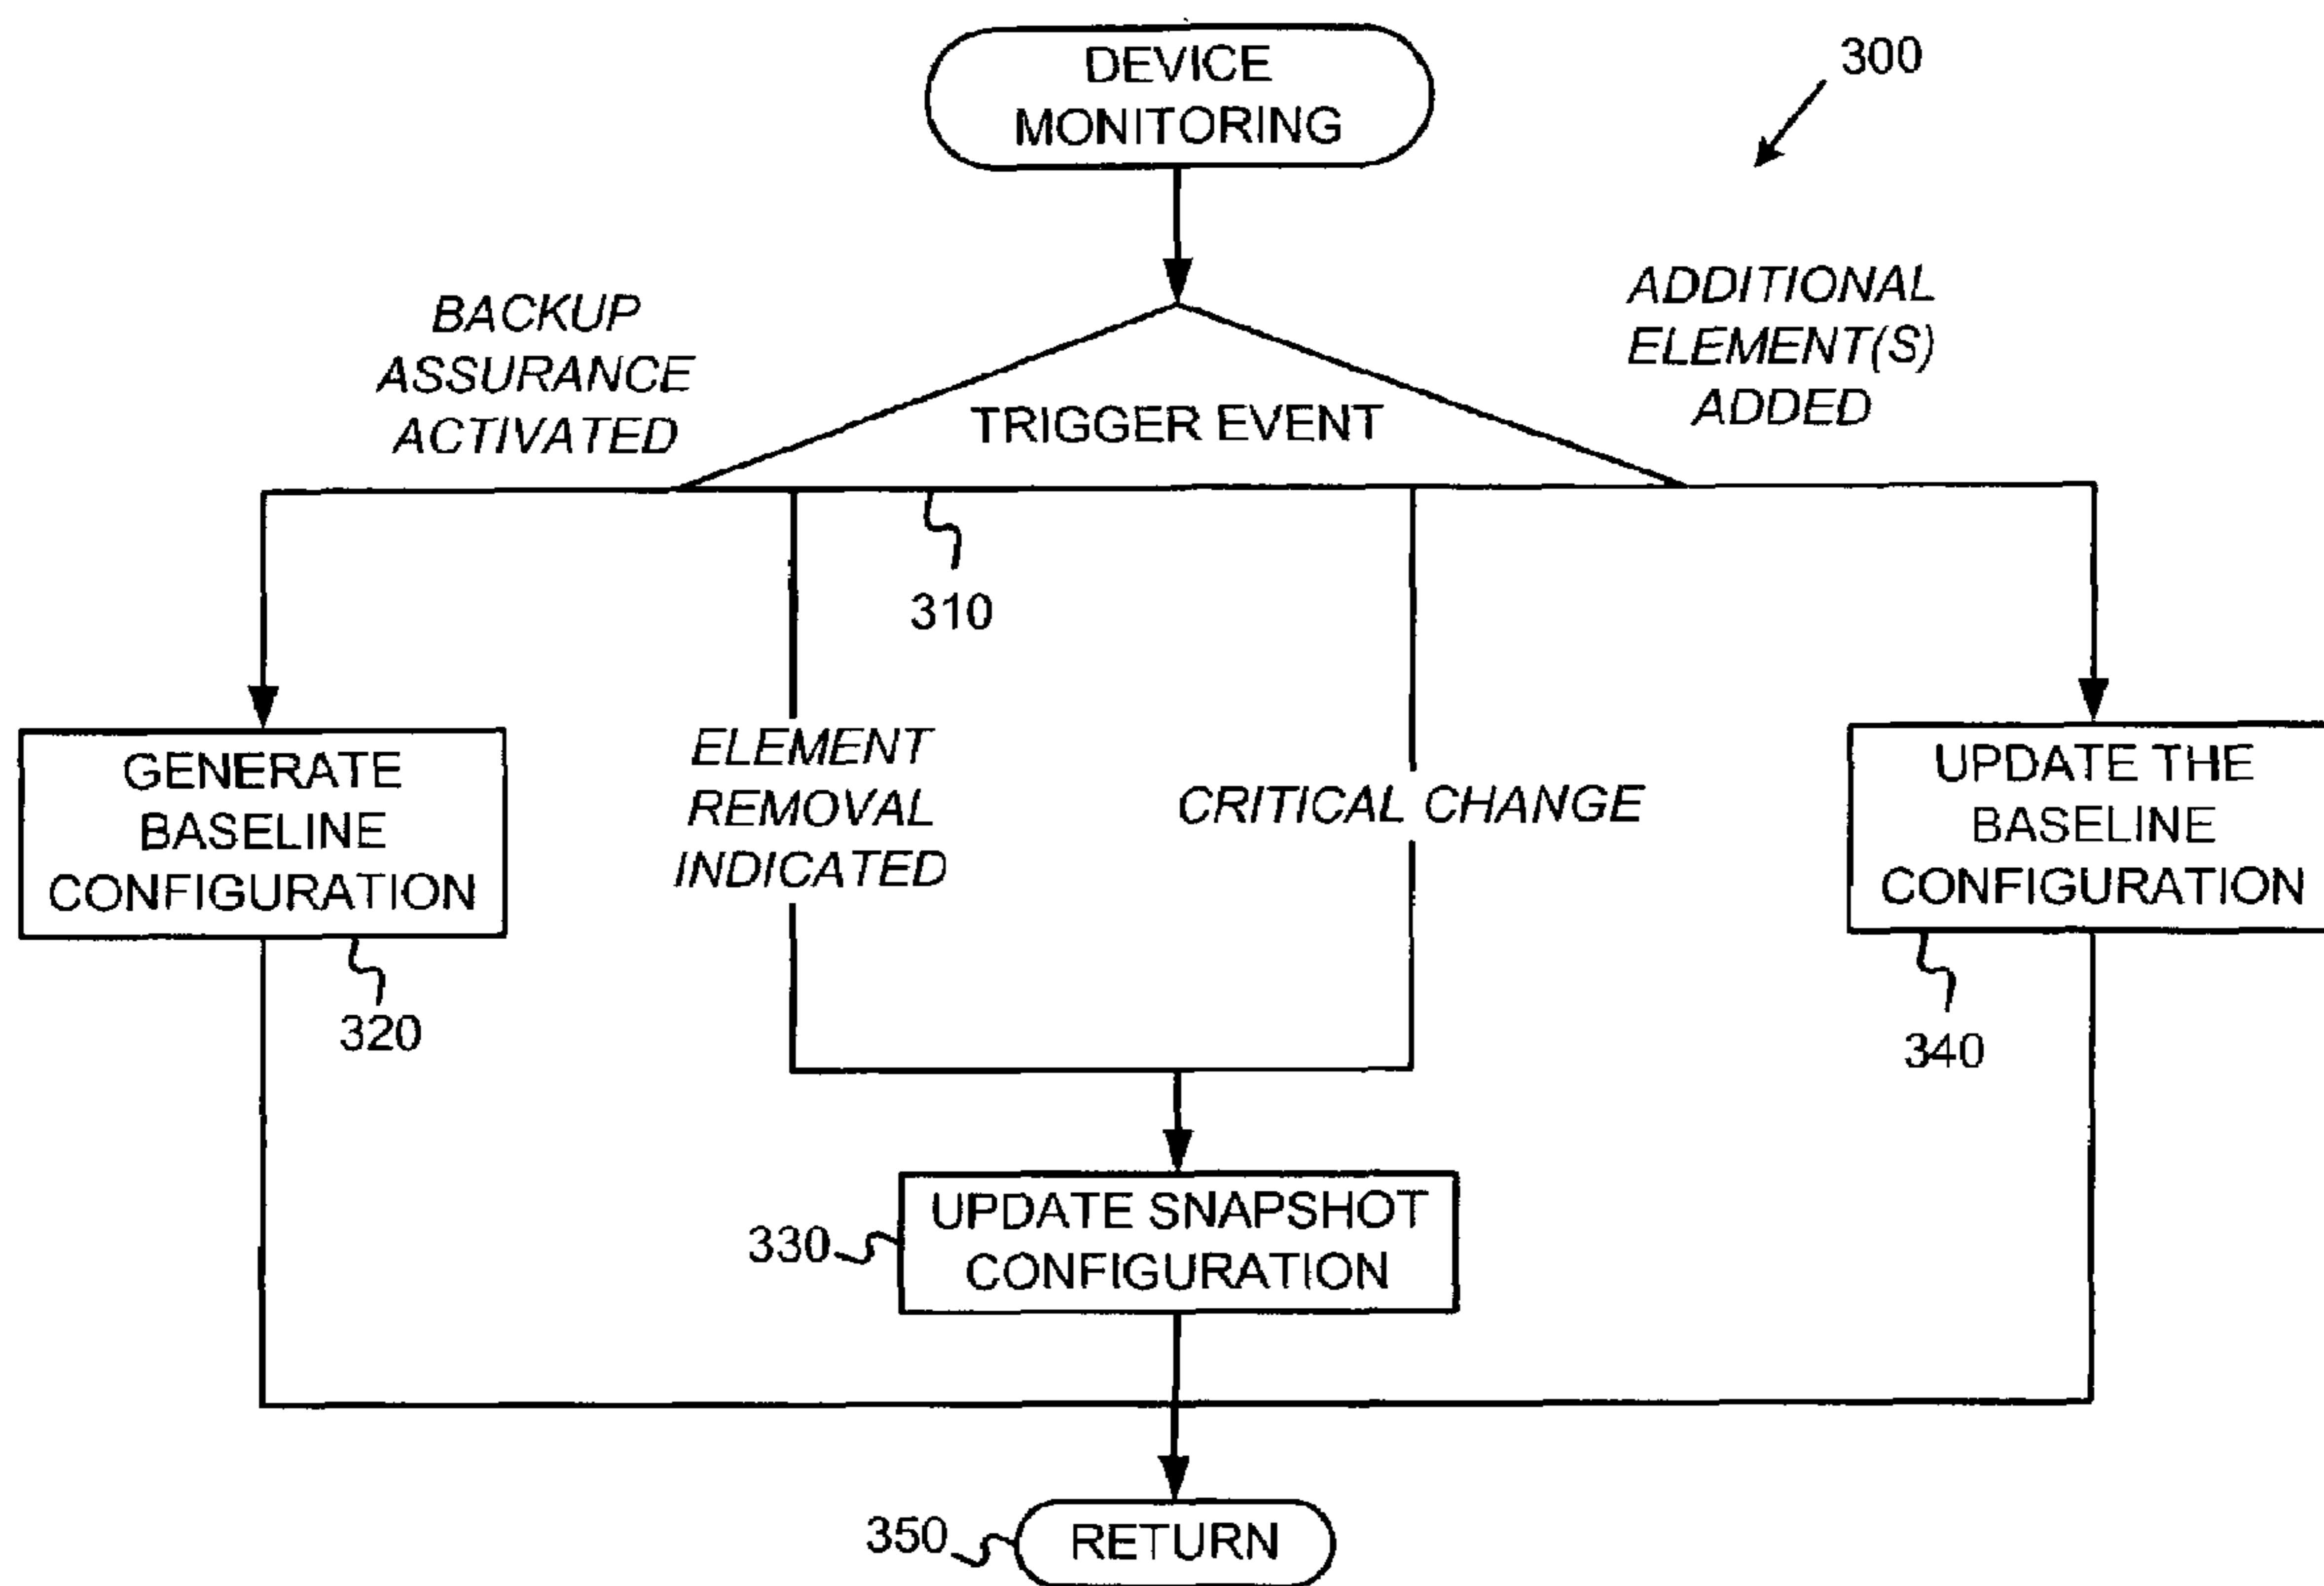 DEVICE
MONITORING
300
BACKUP
ASSURANCE
ACTIVATED
TRIGGER EVENT
ADDITIONAL
ELEMENT(S)
ADDED
310
GENERATE
BASELINE
CONFIGURATION
320
ELEMENT
REMOVAL
INDICATED
CRITICAL CHANGE
UPDATE THE
BASELINE
CONFIGURATION
340
330
UPDATE SNAPSHOT
CONFIGURATION
350
RETURN